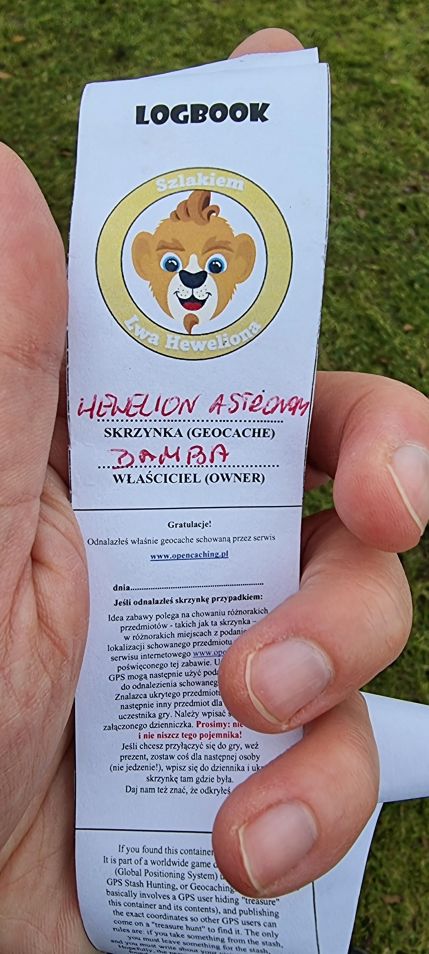 LOGBOOK
Szlakiem
Lwa Heweliona
HEWELION ASTRONOM
SKRZYNKA (GEOCACHE)
BAMBA
WŁAŚCICIEL (OWNER)
Gratulacje!
Odnalazłeś właśnie geocache schowaną przez serwis
www.opencaching.pl
dnia
Jeśli odnalazłeś skrzynkę przypadkiem:
Idea zabawy polega na chowaniu różnorakich
przedmiotów - takich jak ta skrzynka –
w różnorakich miejscach z
lokalizacji schowanego przedmiotu
serwisu internetowego
poświęconego tej zabawie.
GPS mogą następnie użyć
do odnalezienia
Znalazca ukrytego
następnie inny przedmiot dla
uczestnika gry. Należy wpisać
załączonego dzienniczka. Prosimy:
i nie niszcz tego pojemnika!
Jeśli chcesz przyłączyć się do gry, weź
prezent, zostaw coś dla następnej osoby
(nie jedzenie!), wpisz się do dziennika i
skrzynkę tam gdzie była.
Daj nam też znać, że odkryłeś
If you found this container
It is part of a worldwide game
(Global Positioning System)
GPS Stash Hunting, or Geocaching
basically involves a GPS user hiding "treasure"
this container and its contents), and publishing
the exact coordinates so other GPS users can
come on a "treasure hunt" to find it. The only
rules are: if you take something from the stash,
you must leave something for the stash,
and you must write about your